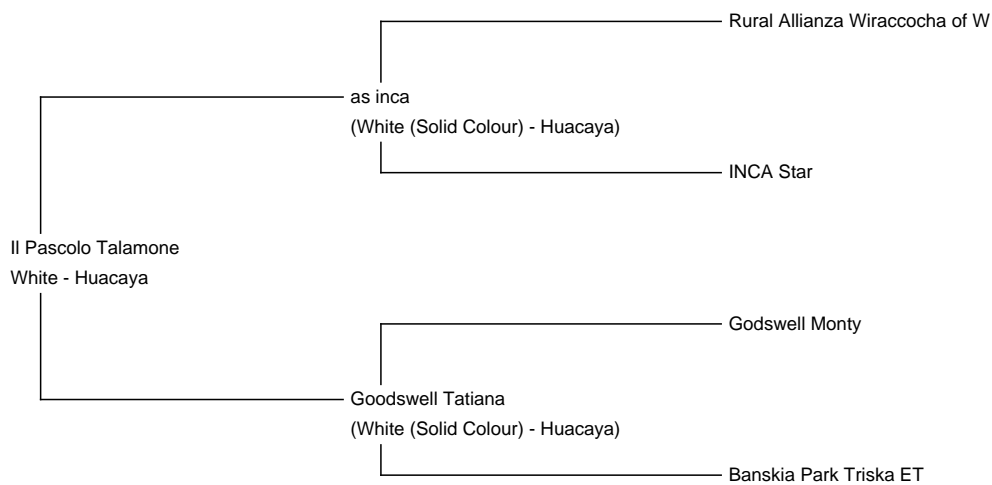 Rural Allianza Wiraccocha of W
as inca
(White (Solid Colour) - Huacaya)
INCA Star
Il Pascolo Talamone
White - Huacaya
Godswell Monty
Goodswell Tatiana
(White (Solid Colour) - Huacaya)
Banskia Park Triska ET